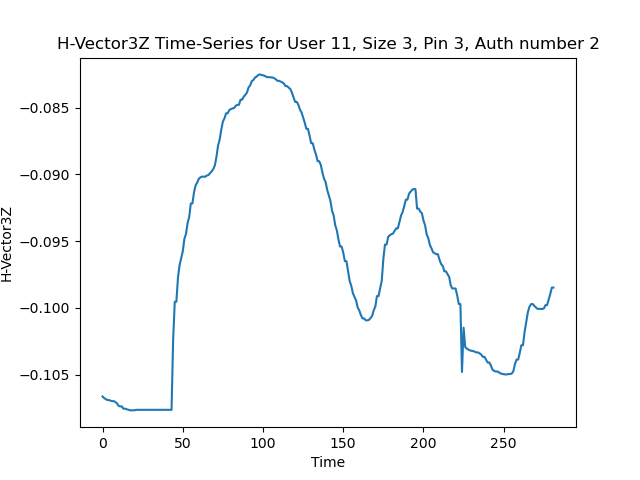 H-Vector3Z Time-Series for User 11, Size 3, Pin 3, Auth number 2
H-Vector3Z
−0.085
−0.090
−0.095
−0.100
−0.105
0 50 100 150 200 250
Time